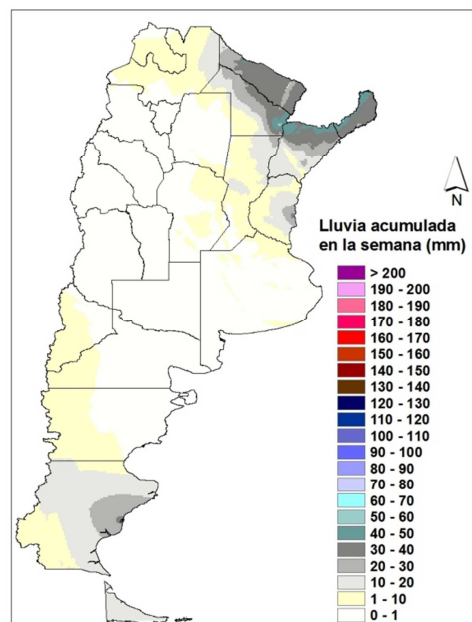 N
Lluvia acumulada
en la semana (mm)
> 200
190 - 200
180 - 190
170 - 180
160 - 170
150 - 160
140 - 150
130 - 140
120 - 130
110 - 120
100 - 110
90 - 100
80 - 90
70 - 80
60 - 70
50 - 60
40 - 50
30 - 40
20 - 30
10 - 20
1 - 10
0 - 1